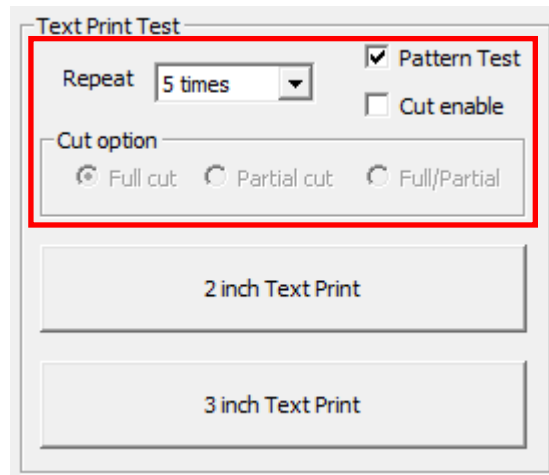 Text Print Test
Repeat 5 times
Pattern Test
Cut enable
Cut option
Full cut Partial cut Full/Partial
2 inch Text Print
3 inch Text Print